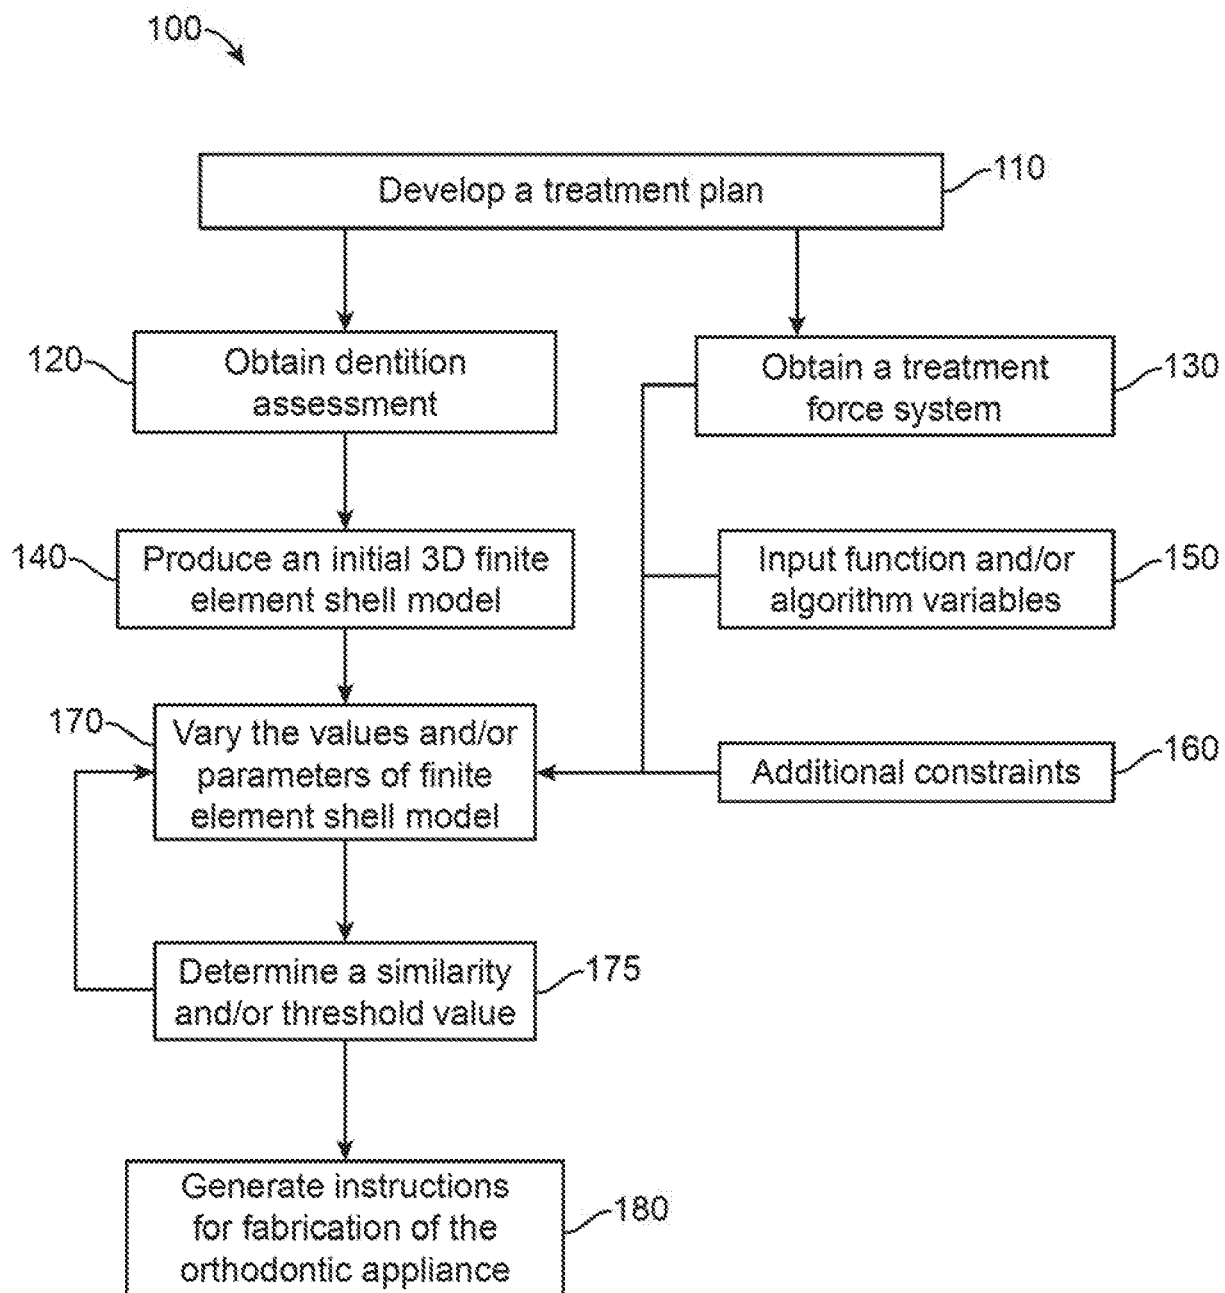 100
Develop a treatment plan
110
120
Obtain dentition
assessment
Obtain a treatment
force system
130
140
Produce an initial 3D finite
element shell model
Input function and/or
algorithm variables
150
170
Vary the values and/or
parameters of finite
element shell model
Additional constraints
160
Determine a similarity
and/or threshold value
175
Generate instructions
for fabrication of the
orthodontic appliance
180